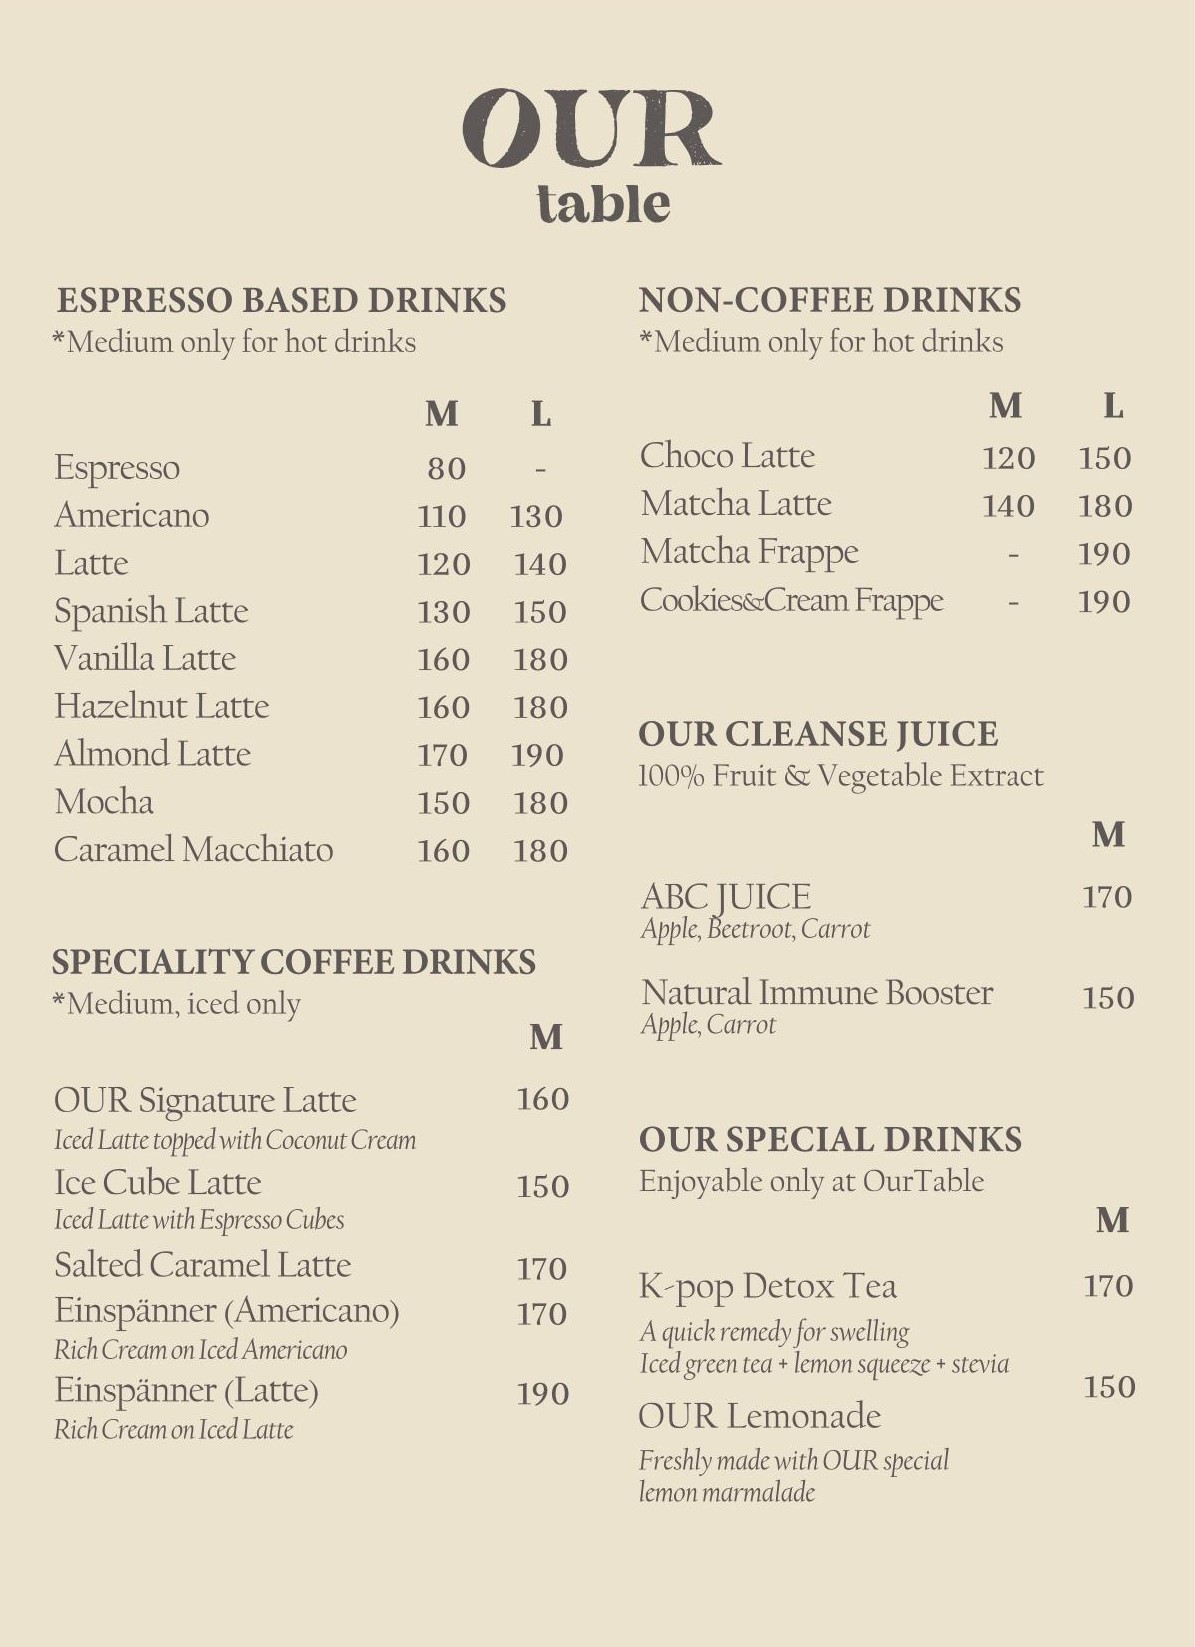 OUR
table
ESPRESSO BASED DRINKS
*Medium only for hot drinks
M L
Espresso 80 -
Americano 110 130
Latte 120 140
Spanish Latte 130 150
Vanilla Latte 160 180
Hazelnut Latte 160 180
Almond Latte 170 190
Mocha 150 180
Caramel Macchiato 160 180
SPECIALITY COFFEE DRINKS
*Medium, iced only
M
OUR Signature Latte 160
Iced Latte topped with Coconut Cream
Ice Cube Latte 150
Iced Latte with Espresso Cubes
Salted Caramel Latte 170
Einspänner (Americano) 170
Rich Cream on Iced Americano
Einspänner (Latte) 190
Rich Cream on Iced Latte
NON-COFFEE DRINKS
*Medium only for hot drinks
M L
Choco Latte 120 150
Matcha Latte 140 180
Matcha Frappe - 190
Cookies&Cream Frappe - 190
OUR CLEANSE JUICE
100% Fruit & Vegetable Extract
M
ABC JUICE 170
Apple, Beetroot, Carrot
Natural Immune Booster 150
Apple, Carrot
OUR SPECIAL DRINKS
Enjoyable only at OurTable
M
K-pop Detox Tea 170
A quick remedy for swelling
Iced green tea + lemon squeeze + stevia
150
OUR Lemonade
Freshly made with OUR special
lemon marmalade